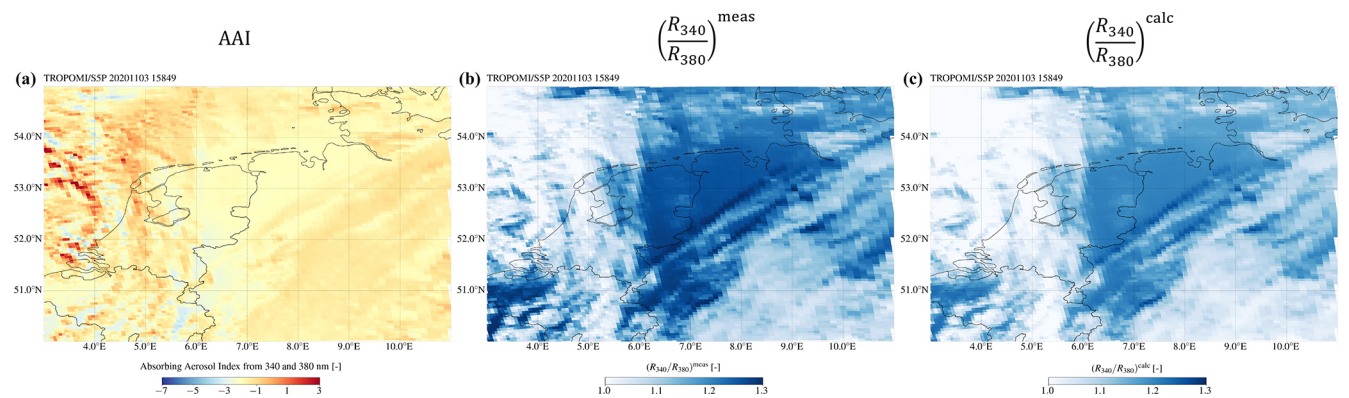 AAI
(R340/R380)meas
(R340/R380)calc
(a) TROPOMI/S5P 20201103 15849
54.0°N
53.0°N
52.0°N
51.0°N
4.0°E 5.0°E 6.0°E 7.0°E 8.0°E 9.0°E 10.0°E
Absorbing Aerosol Index from 340 and 380 nm [-]
−7 −5 −3 −1 1 3
(b) TROPOMI/S5P 20201103 15849
54.0°N
53.0°N
52.0°N
51.0°N
4.0°E 5.0°E 6.0°E 7.0°E 8.0°E 9.0°E 10.0°E
(R340/R380)meas [-]
1.0 1.1 1.2 1.3
(c) TROPOMI/S5P 20201103 15849
54.0°N
53.0°N
52.0°N
51.0°N
4.0°E 5.0°E 6.0°E 7.0°E 8.0°E 9.0°E 10.0°E
(R340/R380)calc [-]
1.0 1.1 1.2 1.3